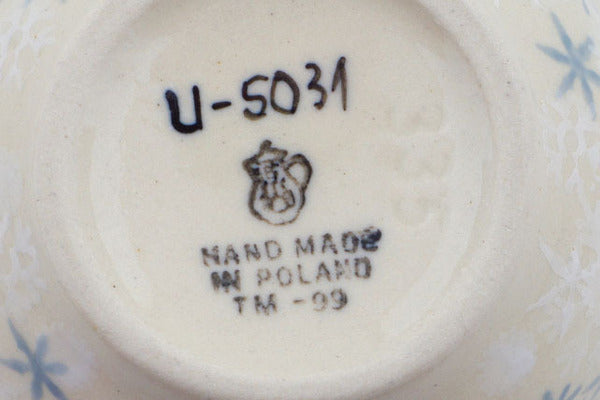 U-5031
HAND MADE
IN POLAND
TM -99